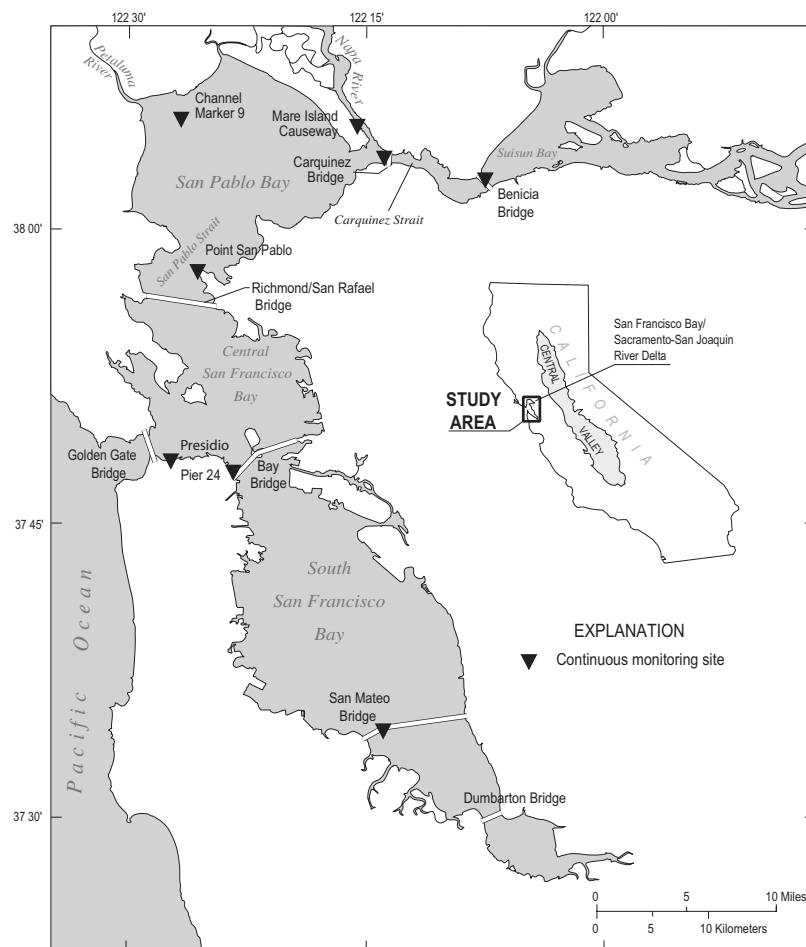 122 30'
122 15'
122 00'
Petaluma
River
Napa River
Channel
Marker 9
Mare Island
Causeway
Carquinez
Bridge
Suisun Bay
San Pablo Bay
Benicia
Bridge
Carquinez Strait
38 00'
San Pablo Strait
Point San Pablo
Richmond/San Rafael
Bridge
Central
San Francisco
Bay
San Francisco Bay/
Sacramento-San Joaquin
River Delta
CALIFORNIA
CENTRAL
VALLEY
STUDY
AREA
Golden Gate
Bridge
Presidio
Pier 24
Bay
Bridge
37 45'
South
San Francisco
Bay
Pacific Ocean
EXPLANATION
Continuous monitoring site
San Mateo
Bridge
Dumbarton Bridge
37 30'
0 5 10 Miles
0 5 10 Kilometers